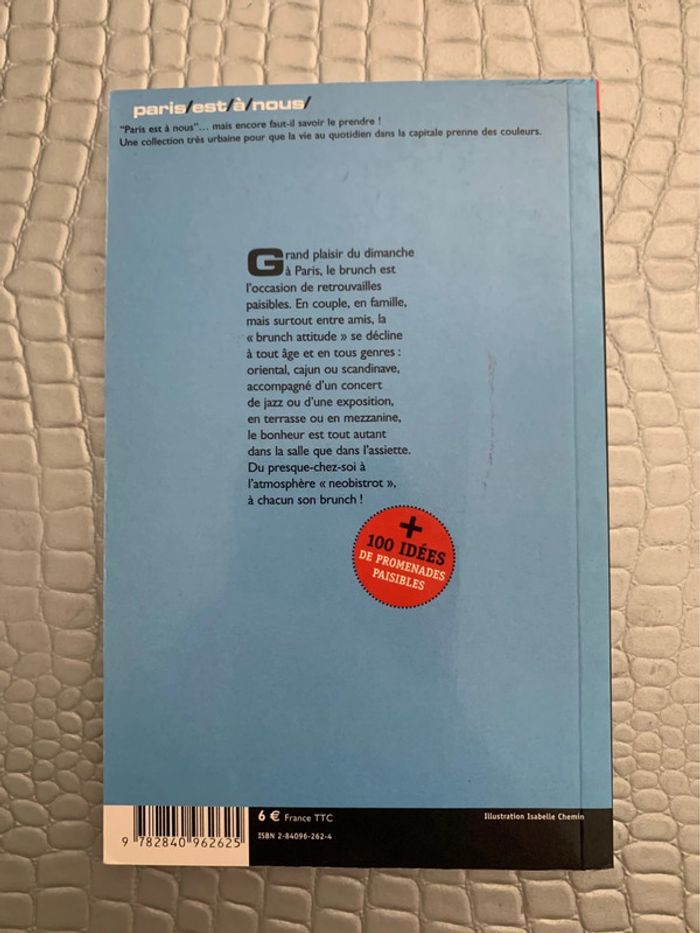 paris/est/à/nous/
"Paris est à nous"... mais encore faut-il savoir le prendre !
Une collection très urbaine pour que la vie au quotidien dans la capitale prenne des couleurs.
Grand plaisir du dimanche
à Paris, le brunch est
l'occasion de retrouvailles
paisibles. En couple, en famille,
mais surtout entre amis, la
« brunch attitude » se décline
à tout âge et en tous genres :
oriental, cajun ou scandinave,
accompagné d'un concert
de jazz ou d'une exposition,
en terrasse ou en mezzanine,
le bonheur est tout autant
dans la salle que dans l'assiette.
Du presque-chez-soi à
l'atmosphère « neobistrot »,
à chacun son brunch !
+
100 IDÉES
DE PROMENADES
PAISIBLES
6 € France TTC
ISBN 2-84096-262-4
Illustration Isabelle Chemin
9 782840 962625